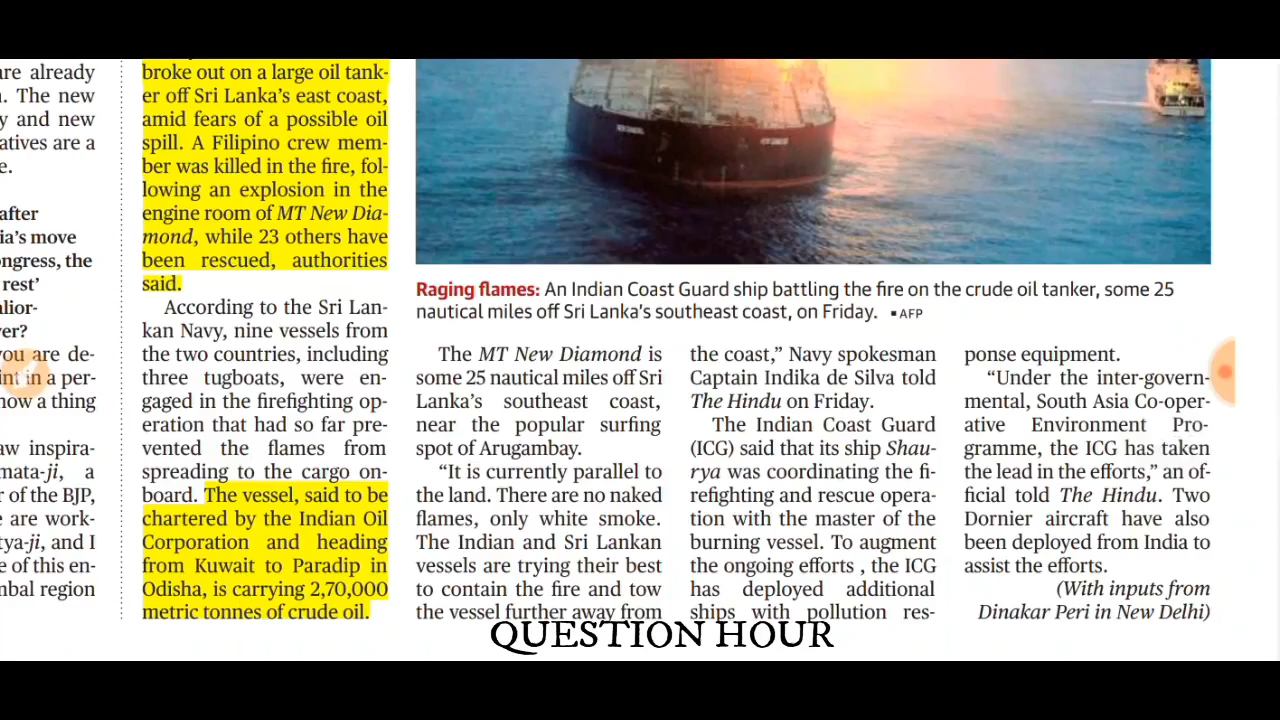 are already
. The new
y and new
atives are a
e.
after
ia's move
ongress, the
rest'
alior-
ver?
you are de-
int in a per-
now a thing
aw inspira-
mata-ji, a
r of the BJP,
e are work-
tya-ji, and I
e of this en-
mbal region
broke out on a large oil tank-
er off Sri Lanka's east coast,
amid fears of a possible oil
spill. A Filipino crew mem-
ber was killed in the fire, fol-
lowing an explosion in the
engine room of MT New Dia-
mond, while 23 others have
been rescued, authorities
said.
According to the Sri Lan-
kan Navy, nine vessels from
the two countries, including
three tugboats, were en-
gaged in the firefighting op-
eration that had so far pre-
vented the flames from
spreading to the cargo on-
board. The vessel, said to be
chartered by the Indian Oil
Corporation and heading
from Kuwait to Paradip in
Odisha, is carrying 2,70,000
metric tonnes of crude oil.
NEW DIAMOND
NEW DIAMOND
Raging flames: An Indian Coast Guard ship battling the fire on the crude oil tanker, some 25
nautical miles off Sri Lanka's southeast coast, on Friday. ▪AFP
The MT New Diamond is
some 25 nautical miles off Sri
Lanka's southeast coast,
near the popular surfing
spot of Arugambay.
"It is currently parallel to
the land. There are no naked
flames, only white smoke.
The Indian and Sri Lankan
vessels are trying their best
to contain the fire and tow
the vessel further away from
the coast," Navy spokesman
Captain Indika de Silva told
The Hindu on Friday.
The Indian Coast Guard
(ICG) said that its ship Shau-
rya was coordinating the fi-
refighting and rescue opera-
tion with the master of the
burning vessel. To augment
the ongoing efforts , the ICG
has deployed additional
ships with pollution res-
ponse equipment.
"Under the inter-govern-
mental, South Asia Co-oper-
ative Environment Pro-
gramme, the ICG has taken
the lead in the efforts," an of-
ficial told The Hindu. Two
Dornier aircraft have also
been deployed from India to
assist the efforts.
(With inputs from
Dinakar Peri in New Delhi)
QUESTION HOUR